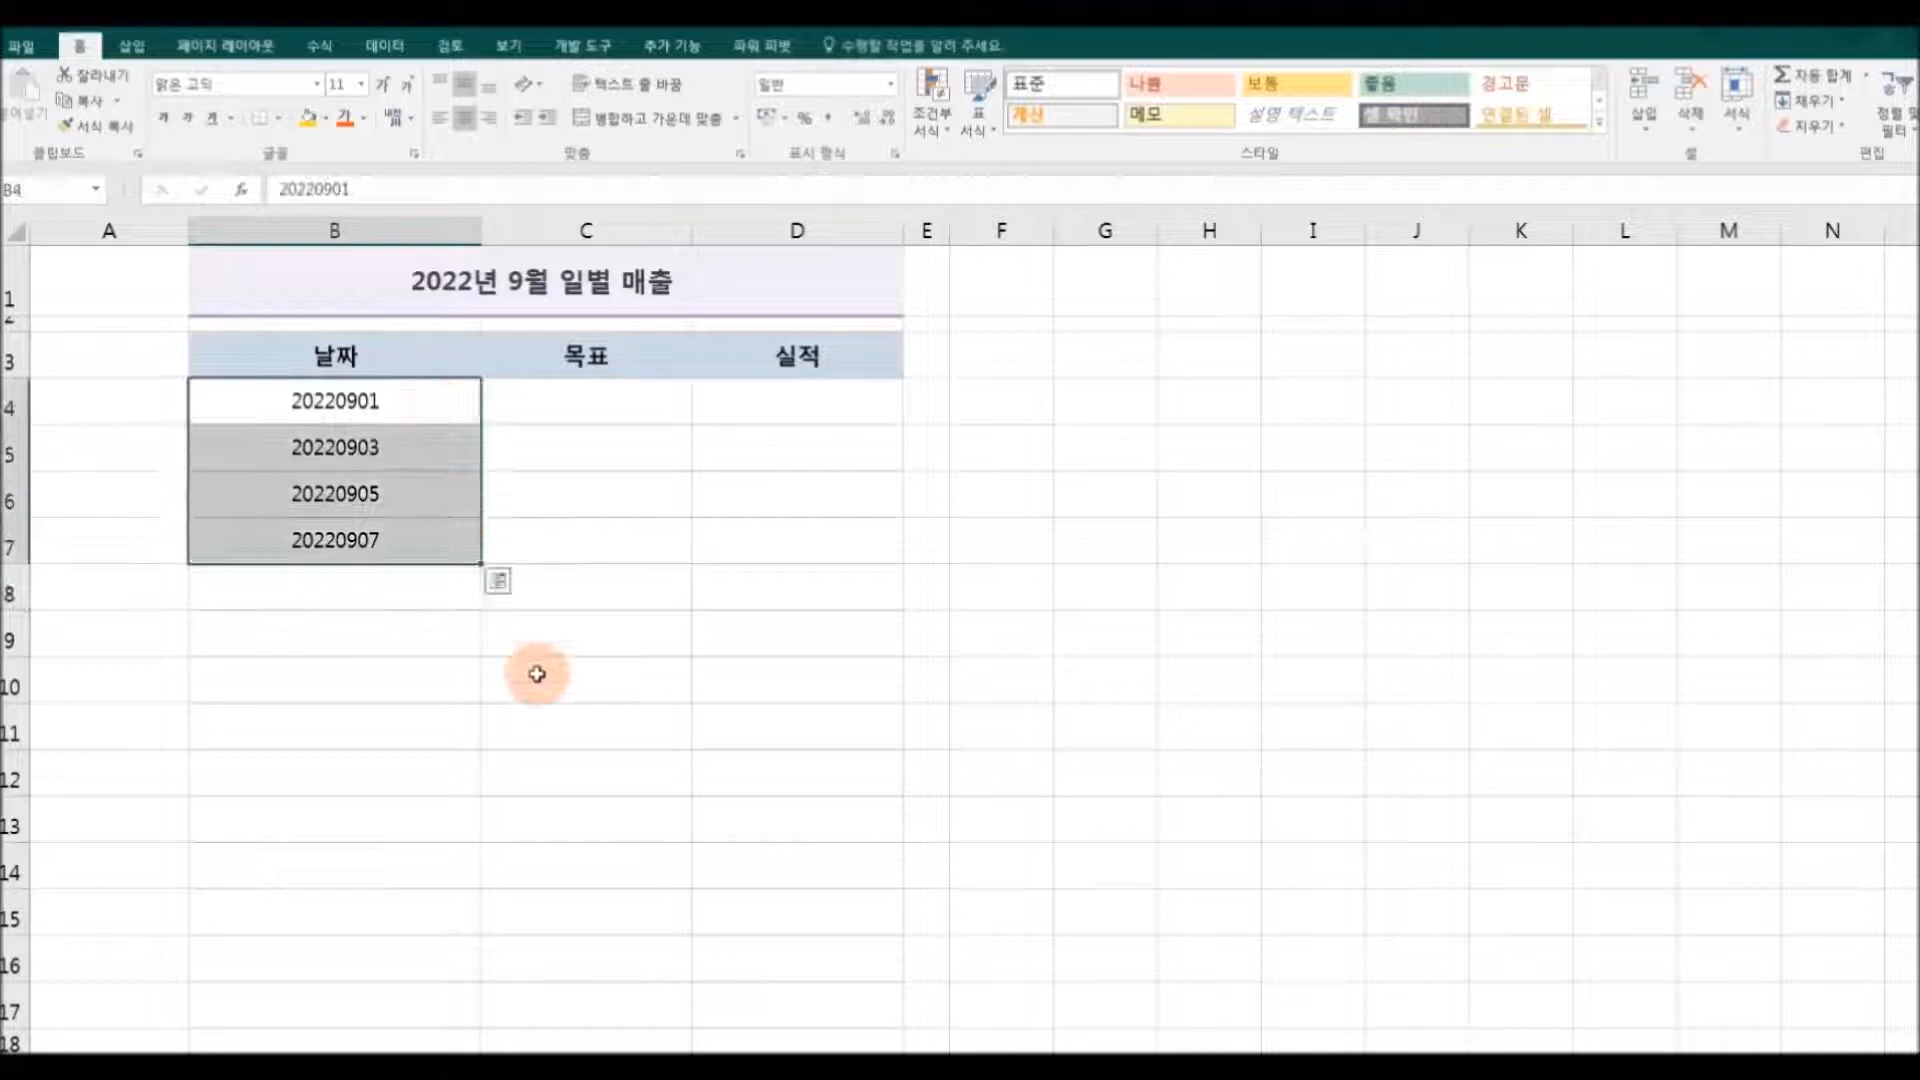 파일 홈 삽입 페이지 레이아웃 수식 데이터 검토 보기 개발 도구 추가 기능 파워 피벗 수행할 작업을 알려 주세요.
잘라내기
복사
서식 복사
클립보드
맑은 고딕 11
가 가 가
글꼴
텍스트 줄 바꿈
병합하고 가운데 맞춤
맞춤
일반
%
표시 형식
조건부 서식
표 서식
표준 나쁨 보통 좋음 경고문
계산 메모 설명 텍스트 셀 확인 연결된 셀
스타일
삽입 삭제 서식
셀
자동 합계
채우기
지우기
정렬 및
필터
편집
B4 fx 20220901
A B C D E F G H I J K L M N
1 2022년 9월 일별 매출
2
3 날짜 목표 실적
4 20220901
5 20220903
6 20220905
7 20220907
8
9
10
11
12
13
14
15
16
17
18